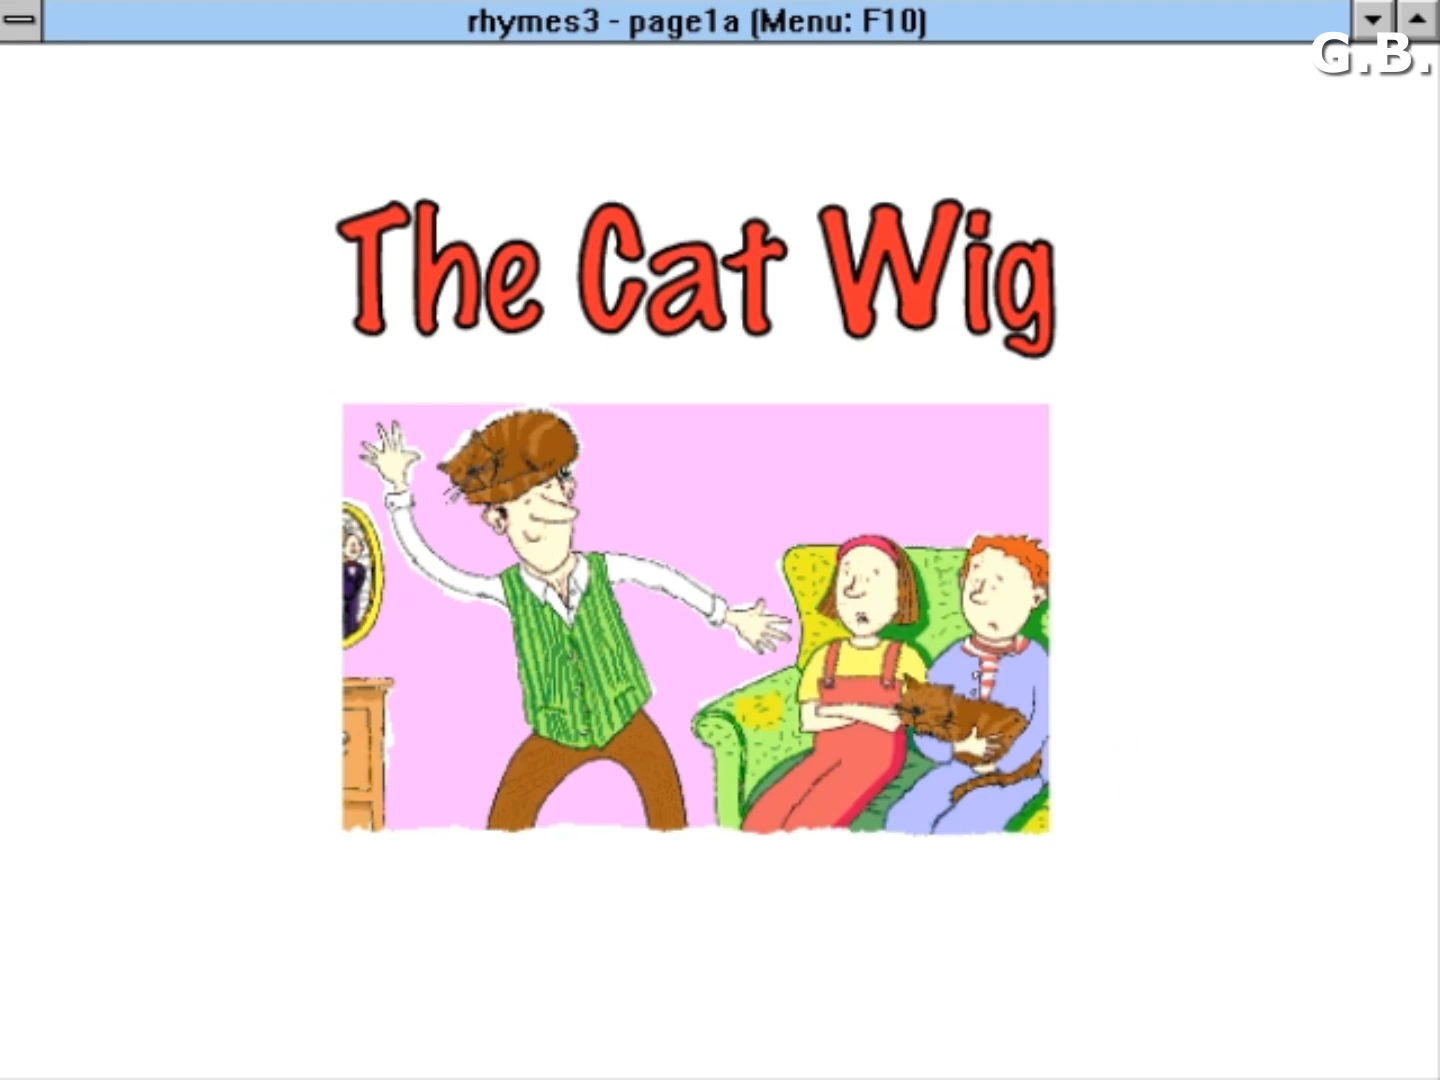 rhymes3 - page1a (Menu: F10)
G.B.
The Cat Wig